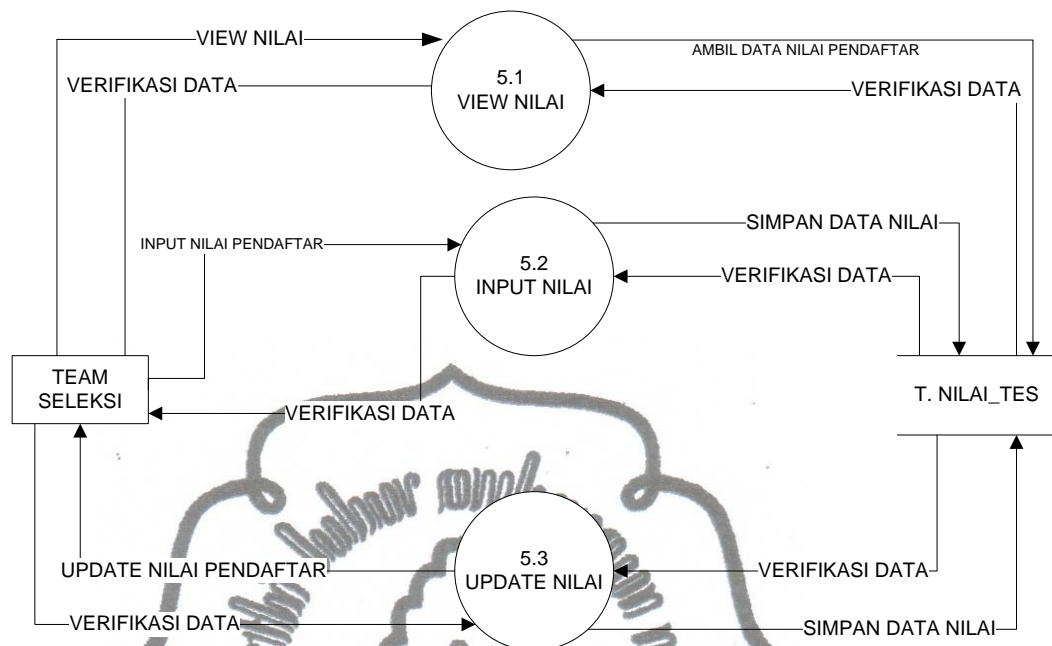 VIEW NILAI
AMBIL DATA NILAI PENDAFTAR
5.1
VIEW NILAI
VERIFIKASI DATA
VERIFIKASI DATA
INPUT NILAI PENDAFTAR
5.2
INPUT NILAI
SIMPAN DATA NILAI
VERIFIKASI DATA
TEAM
SELEKSI
T. NILAI_TES
VERIFIKASI DATA
5.3
UPDATE NILAI
UPDATE NILAI PENDAFTAR
VERIFIKASI DATA
VERIFIKASI DATA
SIMPAN DATA NILAI